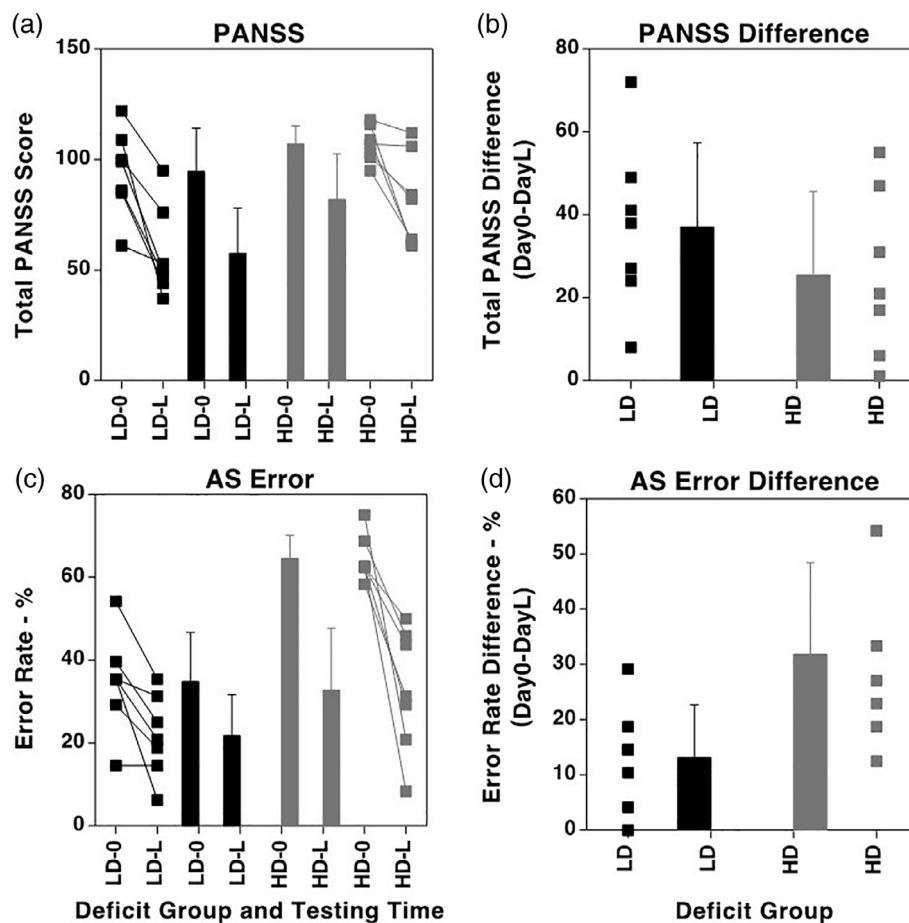 (a)
PANSS
150
100
50
0
Total PANSS Score
LD-0
LD-L
LD-0
LD-L
HD-0
HD-L
HD-0
HD-L
(b)
PANSS Difference
80
60
40
20
0
Total PANSS Difference
(Day0-DayL)
LD
LD
HD
HD
(c)
AS Error
80
60
40
20
0
Error Rate - %
LD-0
LD-L
LD-0
LD-L
HD-0
HD-L
HD-0
HD-L
Deficit Group and Testing Time
(d)
AS Error Difference
60
50
40
30
20
10
0
Error Rate Difference - %
(Day0-DayL)
LD
LD
HD
HD
Deficit Group